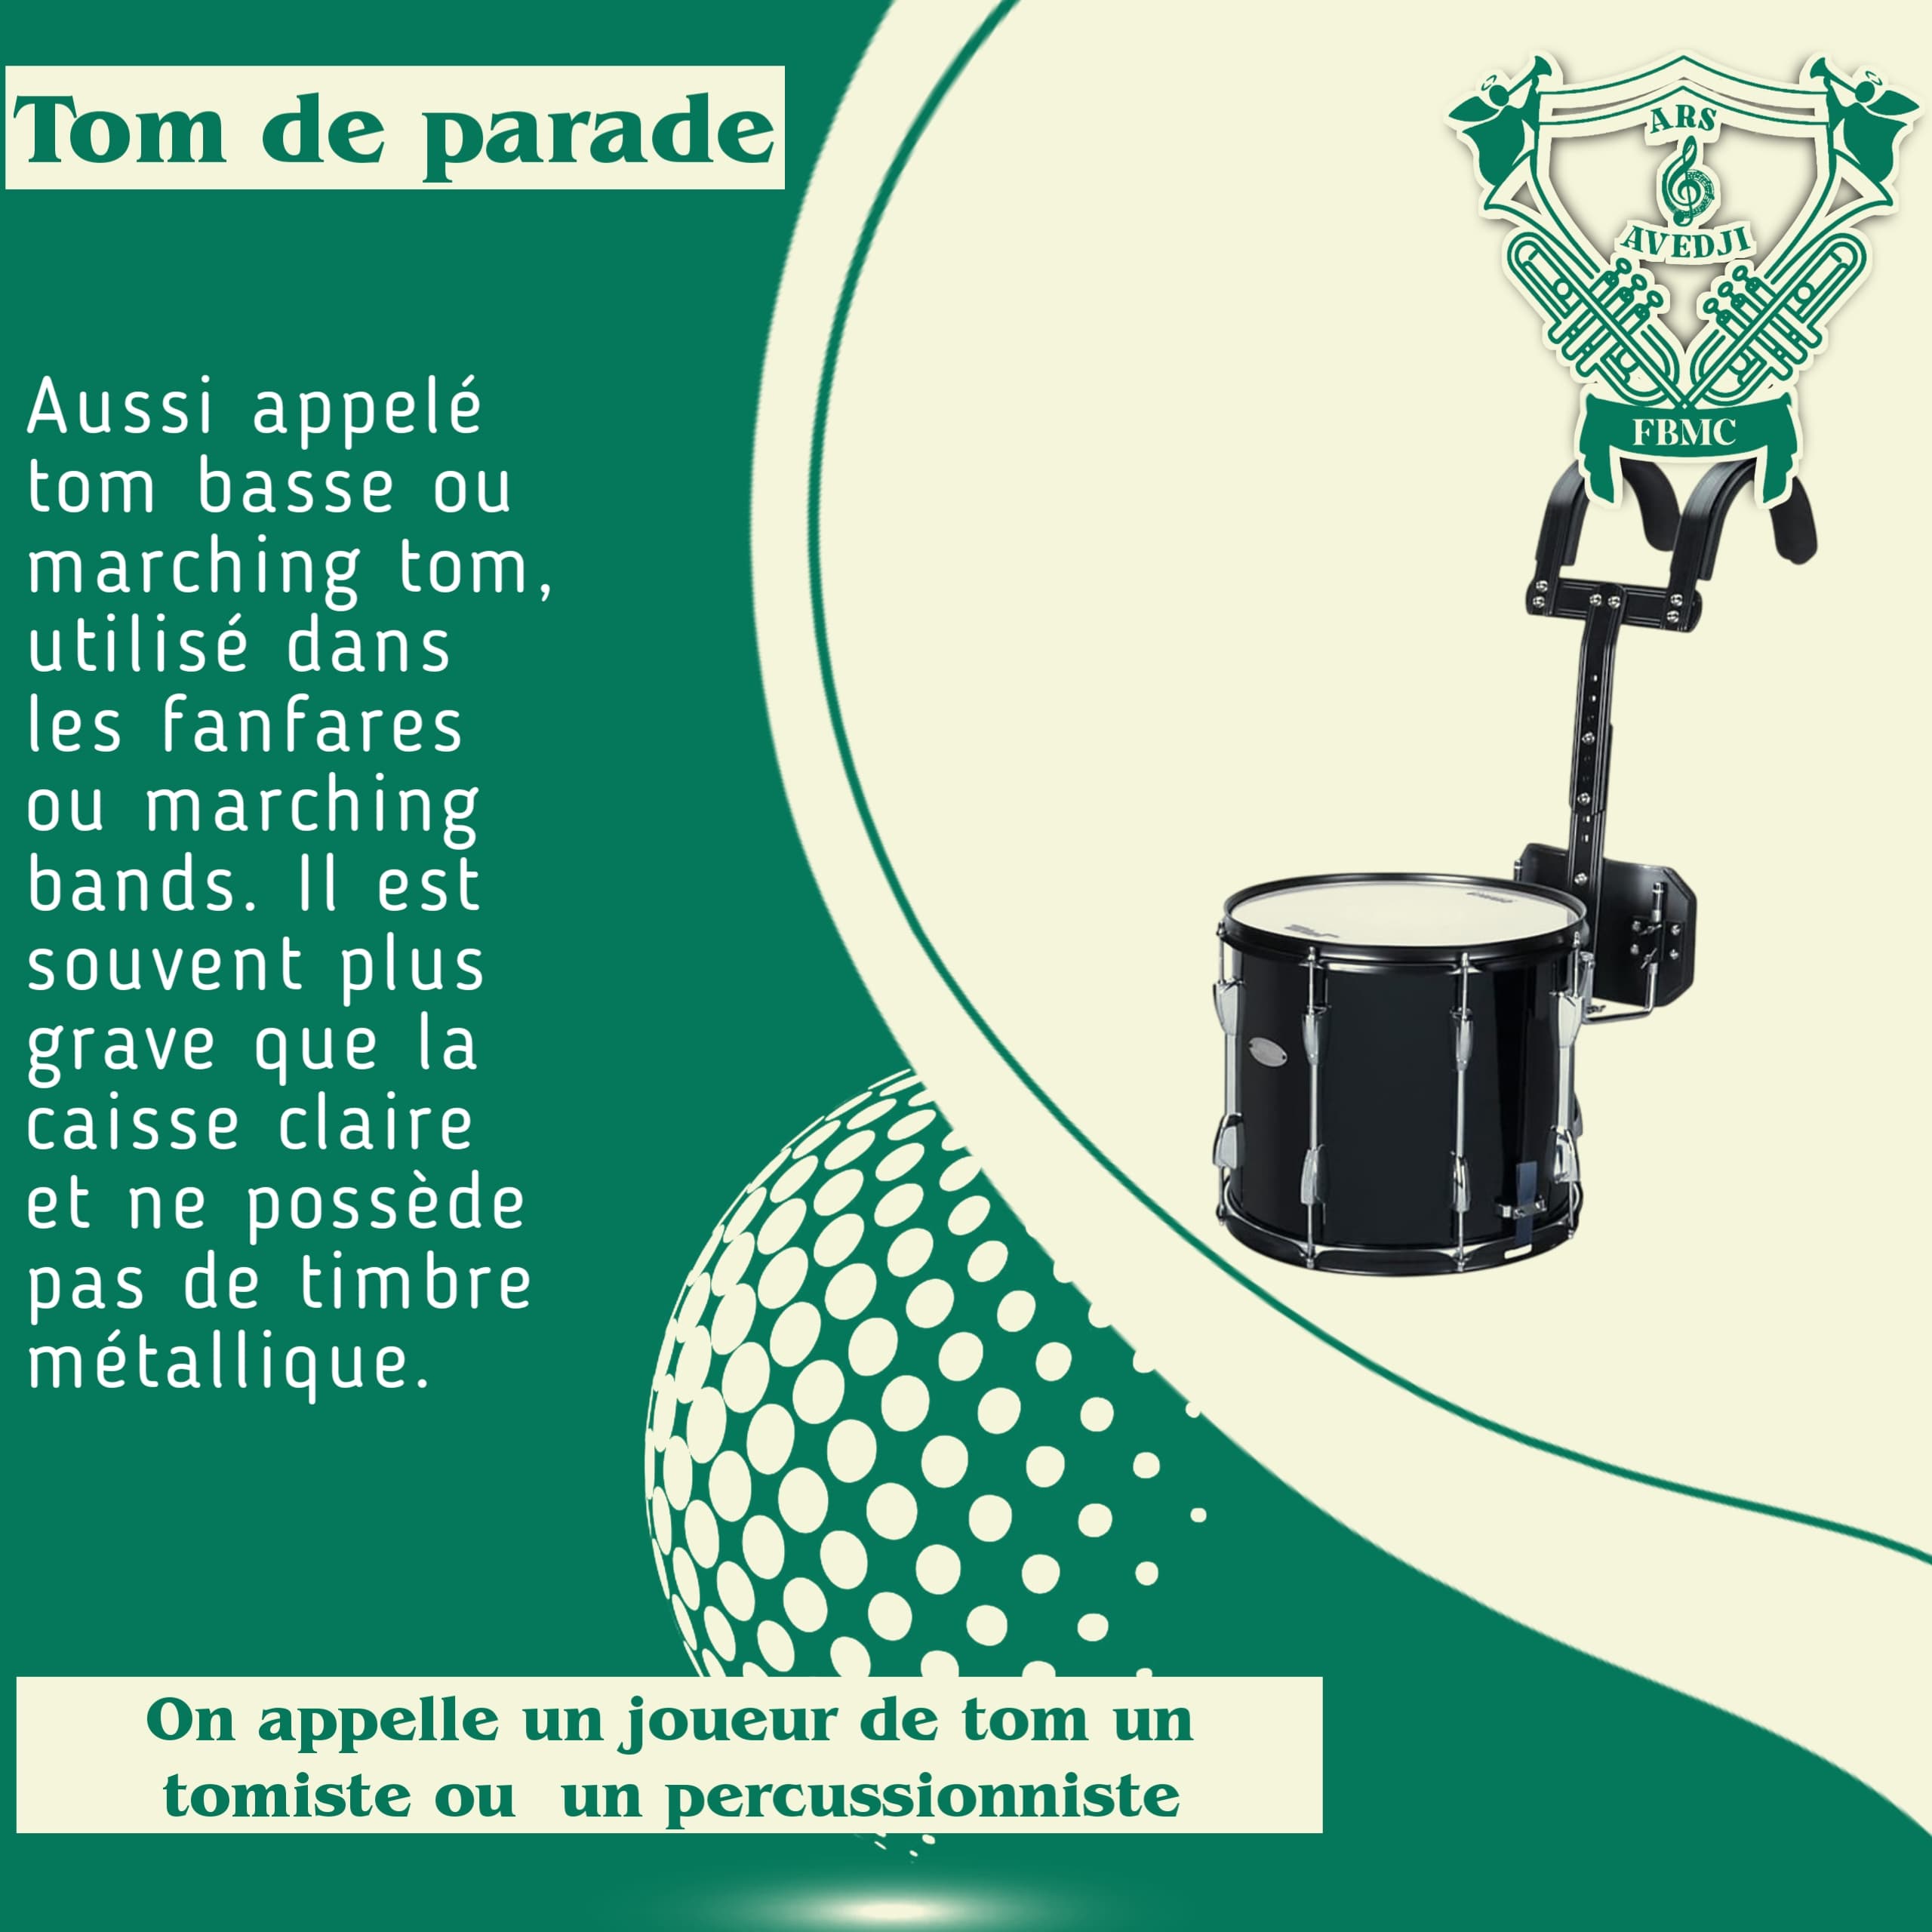 Tom de parade
ARS
AVEDJI
FBMC
Aussi appelé
tom basse ou
marching tom,
utilisé dans
les fanfares
ou marching
bands. Il est
souvent plus
grave que la
caisse claire
et ne possède
pas de timbre
métallique.
On appelle un joueur de tom un
tomiste ou  un percussionniste